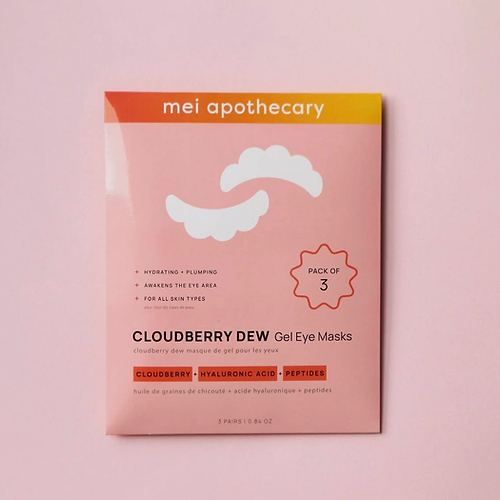 mei apothecary
+ HYDRATING + PLUMPING
+ AWAKENS THE EYE AREA
+ FOR ALL SKIN TYPES
PACK OF
3
CLOUDBERRY DEW Gel Eye Masks
cloudberry dew masque de gel pour les yeux
CLOUDBERRY + HYALURONIC ACID + PEPTIDES
huile de graines de chicouté + acide hyaluronique + peptides
3 PAIRS | 0.84 OZ